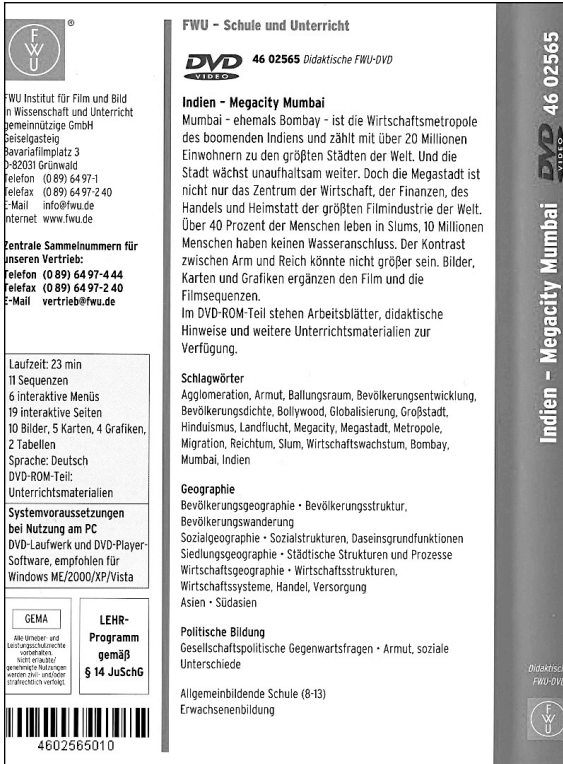 FWU
®
FWU Institut für Film und Bild
in Wissenschaft und Unterricht
gemeinnützige GmbH
Geiselgasteig
Bavariafilmplatz 3
D-82031 Grünwald
Telefon (0 89) 64 97-1
Telefax (0 89) 64 97-2 40
E-Mail info@fwu.de
Internet www.fwu.de
Zentrale Sammelnummern für
unseren Vertrieb:
Telefon (0 89) 64 97-4 44
Telefax (0 89) 64 97-2 40
E-Mail vertrieb@fwu.de
Laufzeit: 23 min
11 Sequenzen
6 interaktive Menüs
19 interaktive Seiten
10 Bilder, 5 Karten, 4 Grafiken,
2 Tabellen
Sprache: Deutsch
DVD-ROM-Teil:
Unterrichtsmaterialien
Systemvoraussetzungen
bei Nutzung am PC
DVD-Laufwerk und DVD-Player-
Software, empfohlen für
Windows ME/2000/XP/Vista
GEMA
Alle Urheber- und
Leistungsschutzrechte
vorbehalten.
Nicht erlaubte/
genehmigte Nutzungen
werden zivil- und/oder
strafrechtlich verfolgt.
LEHR-
Programm
gemäß
§ 14 JuSchG
4602565010
FWU - Schule und Unterricht
DVD VIDEO 46 02565 Didaktische FWU-DVD
Indien - Megacity Mumbai
Mumbai - ehemals Bombay - ist die Wirtschaftsmetropole
des boomenden Indiens und zählt mit über 20 Millionen
Einwohnern zu den größten Städten der Welt. Und die
Stadt wächst unaufhaltsam weiter. Doch die Megastadt ist
nicht nur das Zentrum der Wirtschaft, der Finanzen, des
Handels und Heimstatt der größten Filmindustrie der Welt.
Über 40 Prozent der Menschen leben in Slums, 10 Millionen
Menschen haben keinen Wasseranschluss. Der Kontrast
zwischen Arm und Reich könnte nicht größer sein. Bilder,
Karten und Grafiken ergänzen den Film und die
Filmsequenzen.
Im DVD-ROM-Teil stehen Arbeitsblätter, didaktische
Hinweise und weitere Unterrichtsmaterialien zur
Verfügung.
Schlagwörter
Agglomeration, Armut, Ballungsraum, Bevölkerungsentwicklung,
Bevölkerungsdichte, Bollywood, Globalisierung, Großstadt,
Hinduismus, Landflucht, Megacity, Megastadt, Metropole,
Migration, Reichtum, Slum, Wirtschaftswachstum, Bombay,
Mumbai, Indien
Geographie
Bevölkerungsgeographie • Bevölkerungsstruktur,
Bevölkerungswanderung
Sozialgeographie • Sozialstrukturen, Daseinsgrundfunktionen
Siedlungsgeographie • Städtische Strukturen und Prozesse
Wirtschaftsgeographie • Wirtschaftsstrukturen,
Wirtschaftssysteme, Handel, Versorgung
Asien • Südasien
Politische Bildung
Gesellschaftspolitische Gegenwartsfragen • Armut, soziale
Unterschiede
Allgemeinbildende Schule (8-13)
Erwachsenenbildung
46 02565
DVD VIDEO
Indien - Megacity Mumbai
Didaktische
FWU-DVD
FWU